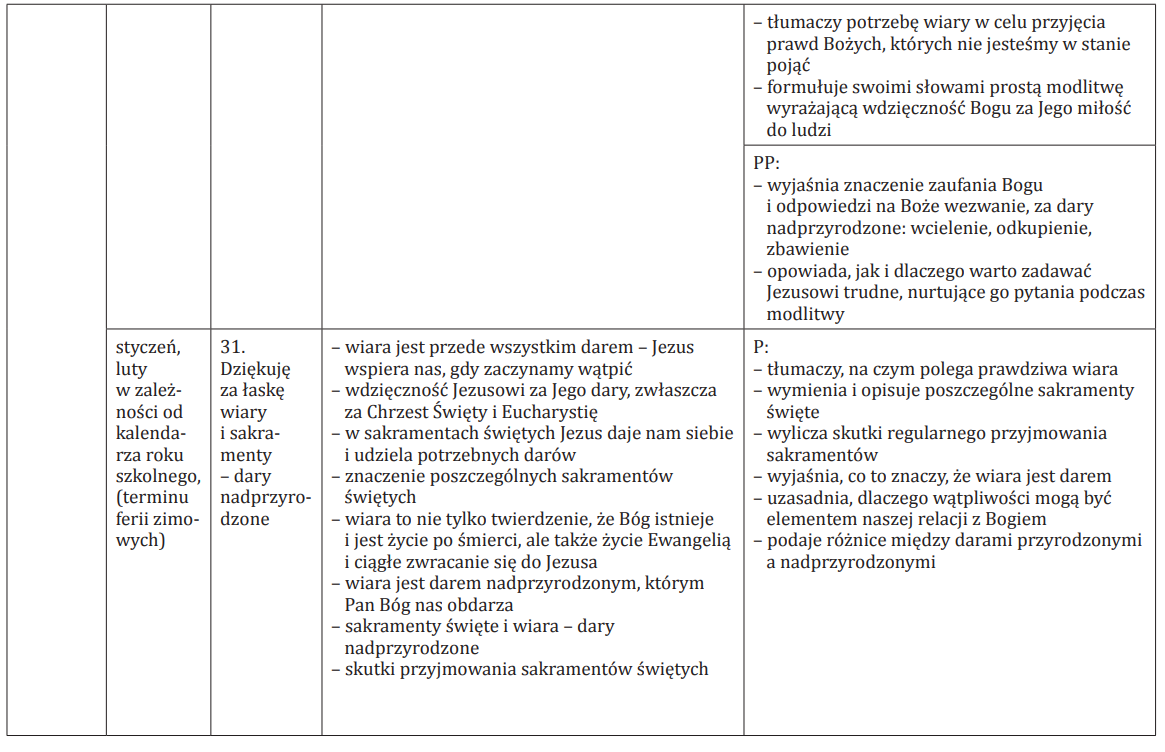 – tłumaczy potrzebę wiary w celu przyjęcia
prawd Bożych, których nie jesteśmy w stanie
pojąć
– formułuje swoimi słowami prostą modlitwę
wyrażającą wdzięczność Bogu za Jego miłość
do ludzi
PP:
– wyjaśnia znaczenie zaufania Bogu
i odpowiedzi na Boże wezwanie, za dary
nadprzyrodzone: wcielenie, odkupienie,
zbawienie
– opowiada, jak i dlaczego warto zadawać
Jezusowi trudne, nurtujące go pytania podczas
modlitwy
styczeń,
luty
w zależ-
ności od
kalenda-
rza roku
szkolnego,
(terminu
ferii zimo-
wych)
31.
Dziękuję
za łaskę
wiary
i sakra-
menty
– dary
nadprzyro-
dzone
– wiara jest przede wszystkim darem – Jezus
wspiera nas, gdy zaczynamy wątpić
– wdzięczność Jezusowi za Jego dary, zwłaszcza
za Chrzest Święty i Eucharystię
– w sakramentach świętych Jezus daje nam siebie
i udziela potrzebnych darów
– znaczenie poszczególnych sakramentów
świętych
– wiara to nie tylko twierdzenie, że Bóg istnieje
i jest życie po śmierci, ale także życie Ewangelią
i ciągłe zwracanie się do Jezusa
– wiara jest darem nadprzyrodzonym, którym
Pan Bóg nas obdarza
– sakramenty święte i wiara – dary
nadprzyrodzone
– skutki przyjmowania sakramentów świętych
P:
– tłumaczy, na czym polega prawdziwa wiara
– wymienia i opisuje poszczególne sakramenty
święte
– wylicza skutki regularnego przyjmowania
sakramentów
– wyjaśnia, co to znaczy, że wiara jest darem
– uzasadnia, dlaczego wątpliwości mogą być
elementem naszej relacji z Bogiem
– podaje różnice między darami przyrodzonymi
a nadprzyrodzonymi